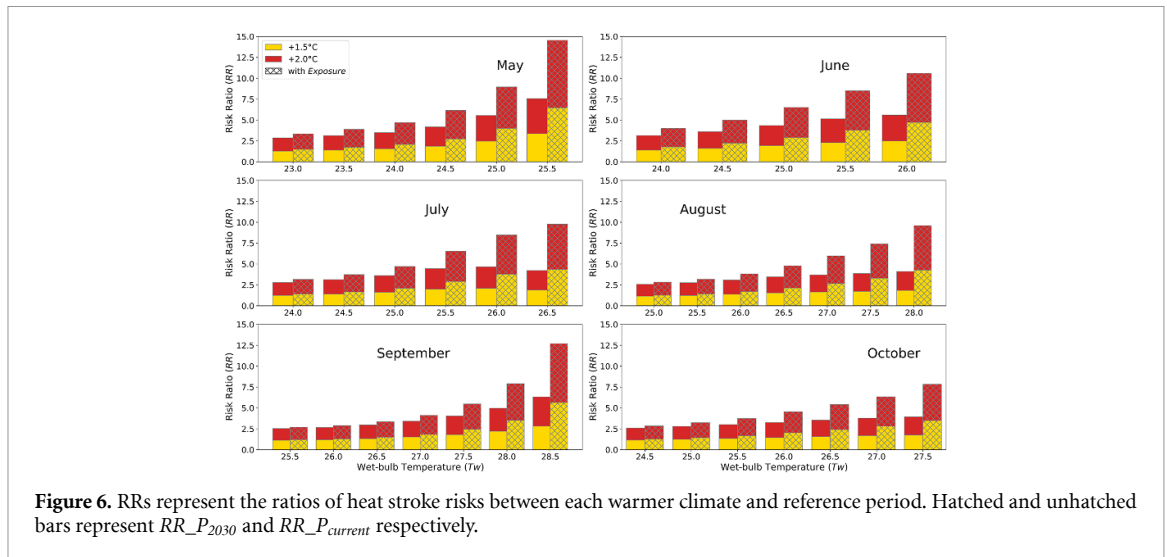 +1.5°C
+2.0°C
with Exposure
May
Risk Ratio (RR)
15.0
12.5
10.0
7.5
5.0
2.5
0.0
23.0 23.5 24.0 24.5 25.0 25.5
June
Risk Ratio (RR)
15.0
12.5
10.0
7.5
5.0
2.5
0.0
24.0 24.5 25.0 25.5 26.0
July
Risk Ratio (RR)
15.0
12.5
10.0
7.5
5.0
2.5
0.0
24.0 24.5 25.0 25.5 26.0 26.5
August
Risk Ratio (RR)
15.0
12.5
10.0
7.5
5.0
2.5
0.0
25.0 25.5 26.0 26.5 27.0 27.5 28.0
September
Risk Ratio (RR)
15.0
12.5
10.0
7.5
5.0
2.5
0.0
25.5 26.0 26.5 27.0 27.5 28.0 28.5
Wet-bulb Temperature (Tw)
October
Risk Ratio (RR)
15.0
12.5
10.0
7.5
5.0
2.5
0.0
24.5 25.0 25.5 26.0 26.5 27.0 27.5
Wet-bulb Temperature (Tw)
Figure 6. RRs represent the ratios of heat stroke risks between each warmer climate and reference period. Hatched and unhatched
bars represent RR_P2030 and RR_Pcurrent respectively.